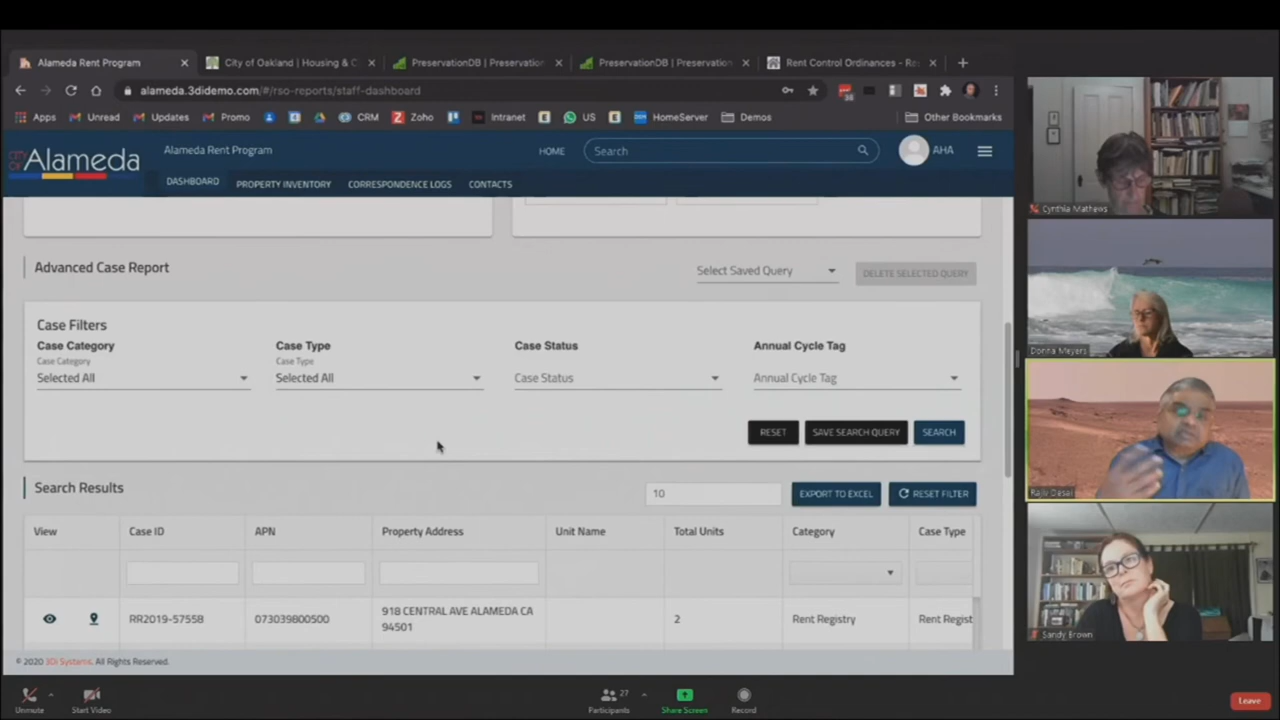 Alameda Rent Program
City of Oakland | Housing & C
PreservationDB | Preservation
PreservationDB | Preservation
Rent Control Ordinances - Re
alameda.3didemo.com/#/rso-reports/staff-dashboard
Apps
Unread
Updates
Promo
CRM
Zoho
Intranet
US
HomeServer
Demos
Other Bookmarks
CITY OF
Alameda
Alameda Rent Program
HOME
Search
AHA
DASHBOARD
PROPERTY INVENTORY
CORRESPONDENCE LOGS
CONTACTS
Advanced Case Report
Select Saved Query
DELETE SELECTED QUERY
Case Filters
Case Category
Case Type
Case Status
Annual Cycle Tag
Case Category
Case Type
Selected All
Selected All
Case Status
Annual Cycle Tag
RESET
SAVE SEARCH QUERY
SEARCH
Search Results
10
EXPORT TO EXCEL
RESET FILTER
View
Case ID
APN
Property Address
Unit Name
Total Units
Category
Case Type
RR2019-57558
073039800500
918 CENTRAL AVE ALAMEDA CA
94501
2
Rent Registry
Rent Regist
© 2020 3Di Systems. All Rights Reserved.
Cynthia Mathews
Donna Meyers
Rajiv Desai
Sandy Brown
Unmute
Start Video
27
Participants
Share Screen
Record
Leave